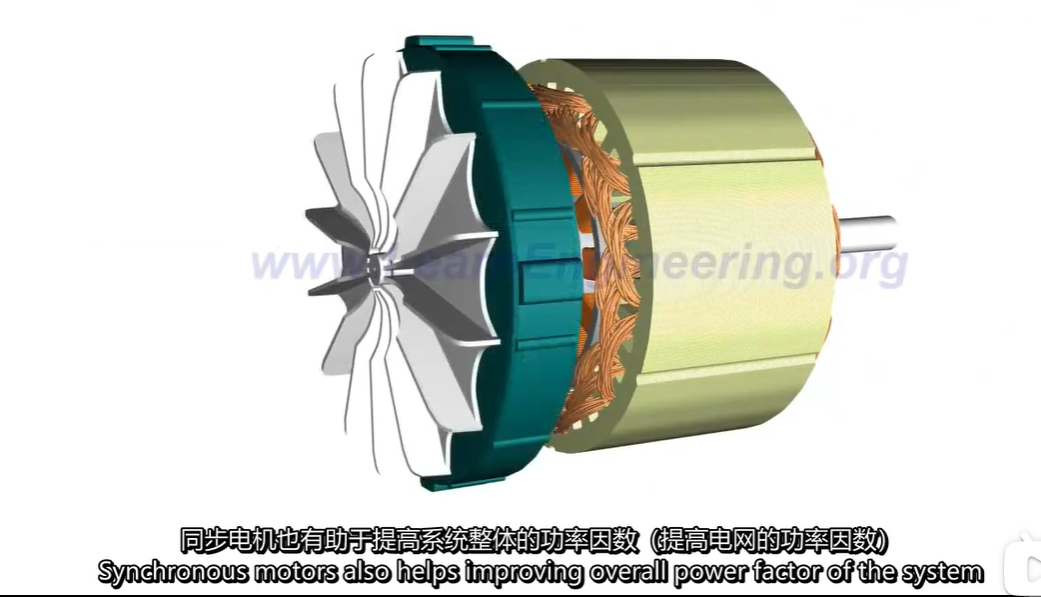 www.LearnEngineering.org
同步电机也有助于提高系统整体的功率因数（提高电网的功率因数）
Synchronous motors also helps improving overall power factor of the system